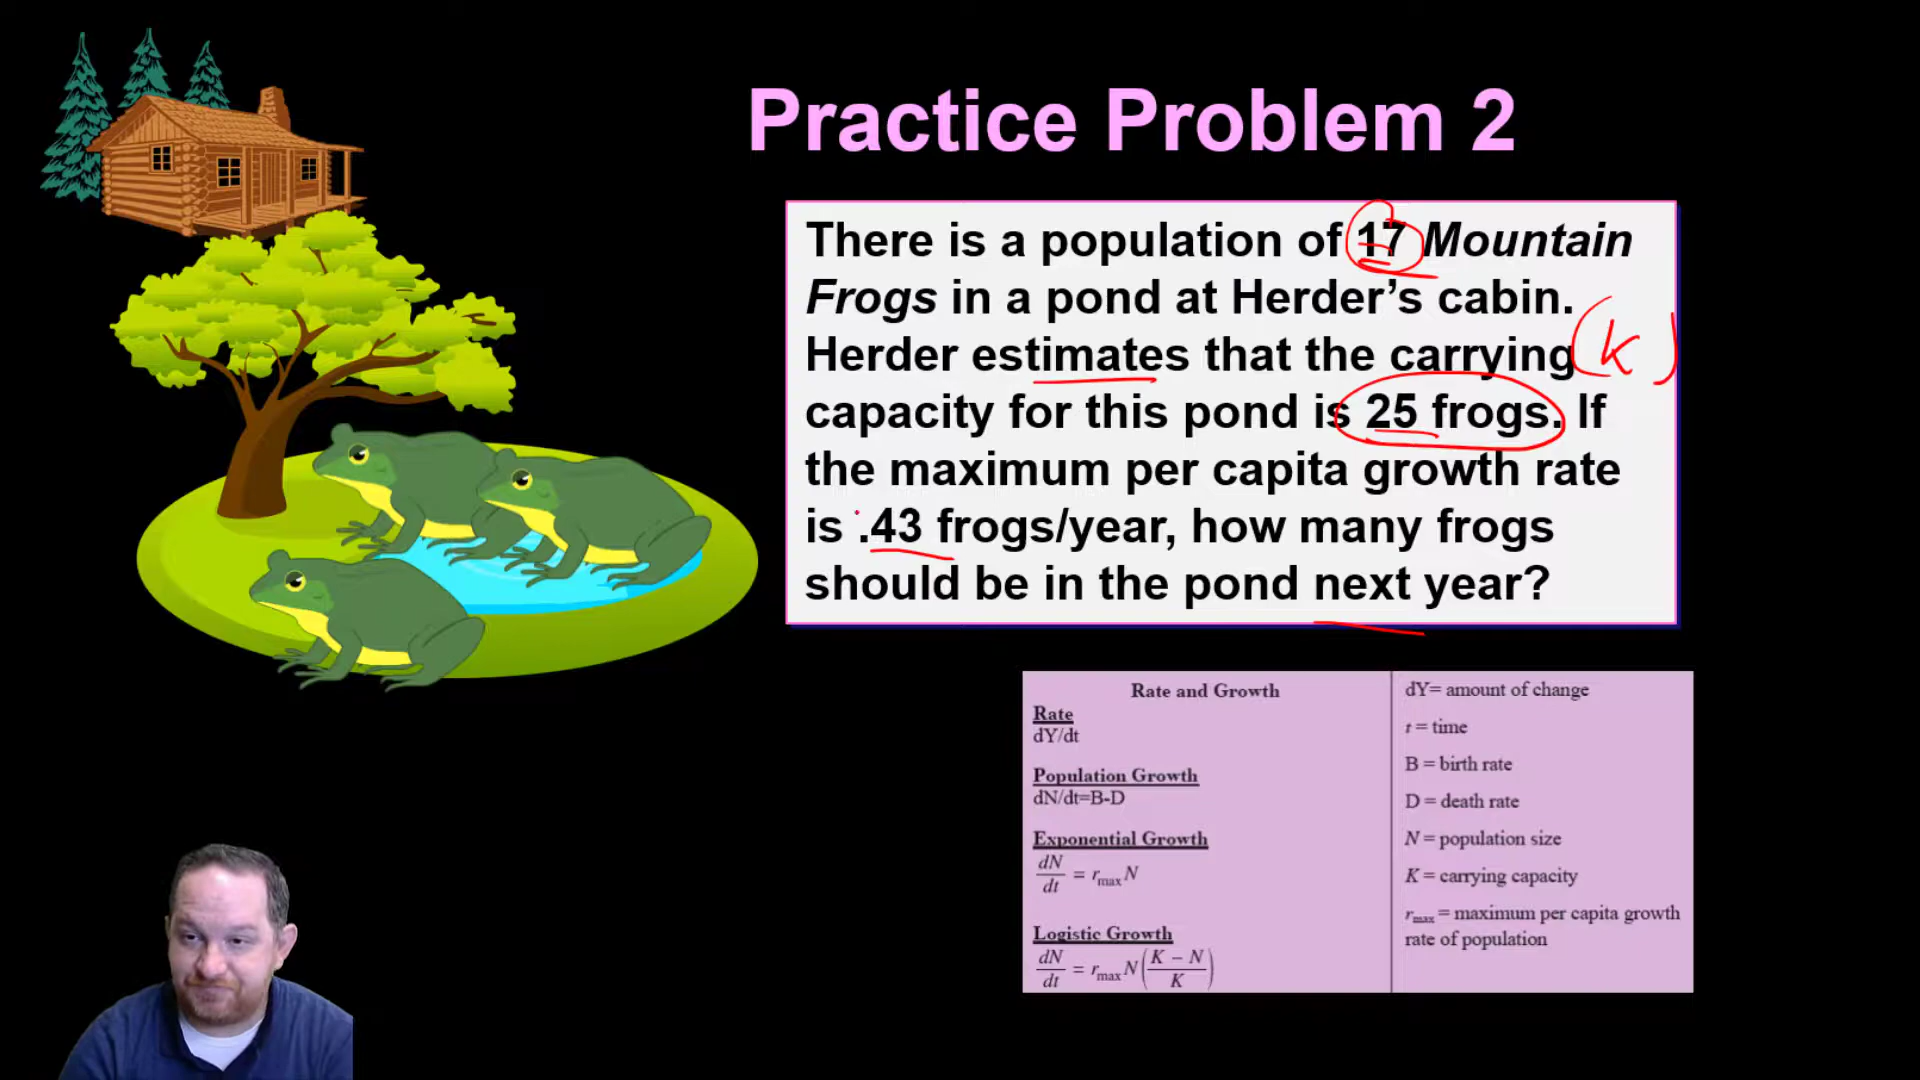 Practice Problem 2
There is a population of 17 Mountain
Frogs in a pond at Herder’s cabin.
Herder estimates that the carrying (K)
capacity for this pond is 25 frogs. If
the maximum per capita growth rate
is .43 frogs/year, how many frogs
should be in the pond next year?
Rate and Growth
Rate
dY/dt
Population Growth
dN/dt=B-D
Exponential Growth
dN/dt = r_max N
Logistic Growth
dN/dt = r_max N ((K − N)/K)
dY= amount of change
t = time
B = birth rate
D = death rate
N = population size
K = carrying capacity
r_max = maximum per capita growth
rate of population